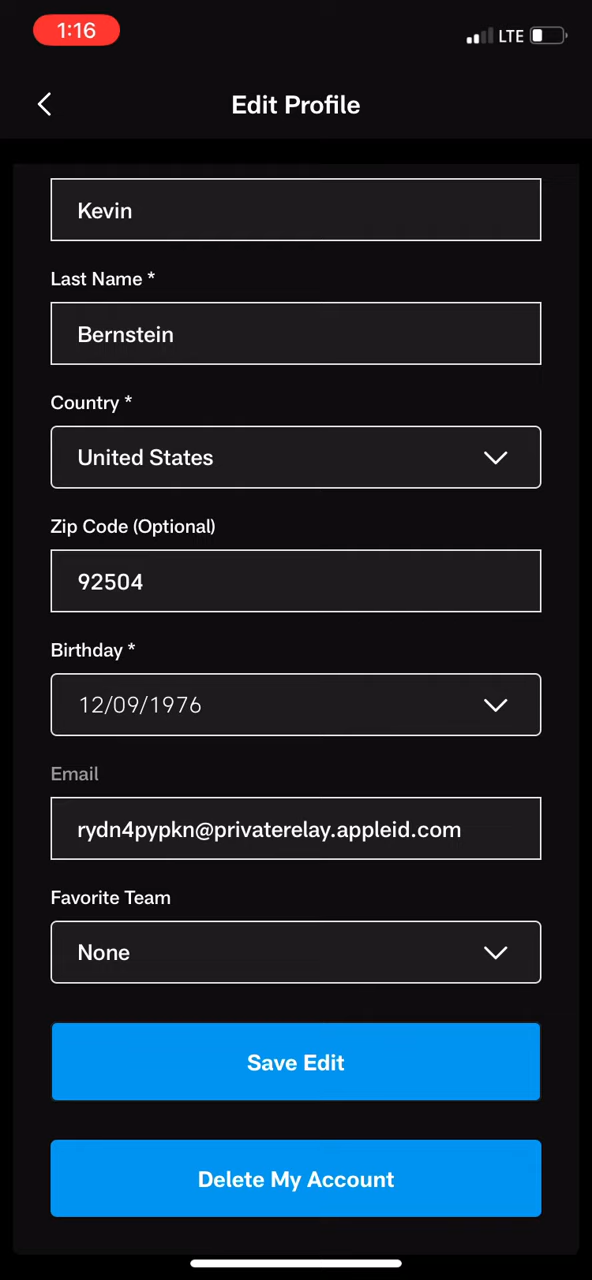 1:16
LTE
Edit Profile
Kevin
Last Name *
Bernstein
Country *
United States
Zip Code (Optional)
92504
Birthday *
12/09/1976
Email
rydn4pypkn@privaterelay.appleid.com
Favorite Team
None
Save Edit
Delete My Account